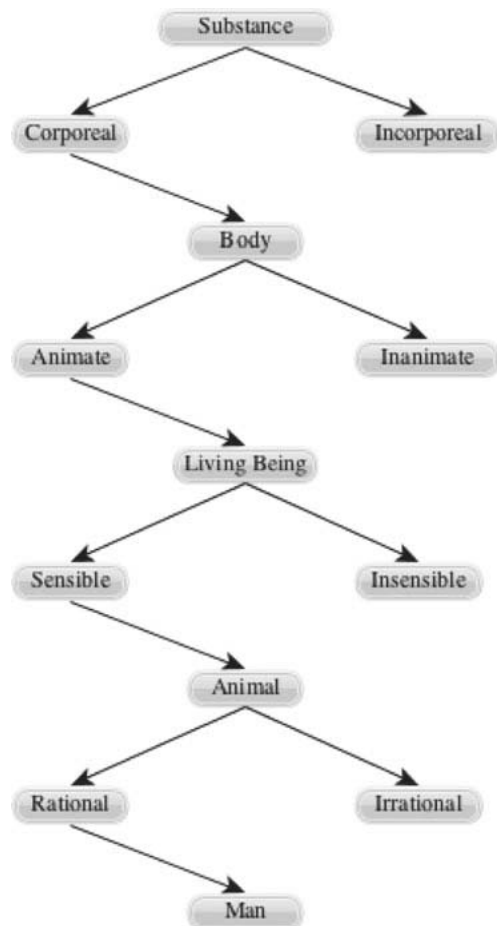 Substance
Corporeal
Incorporeal
Body
Animate
Inanimate
Living Being
Sensible
Insensible
Animal
Rational
Irrational
Man